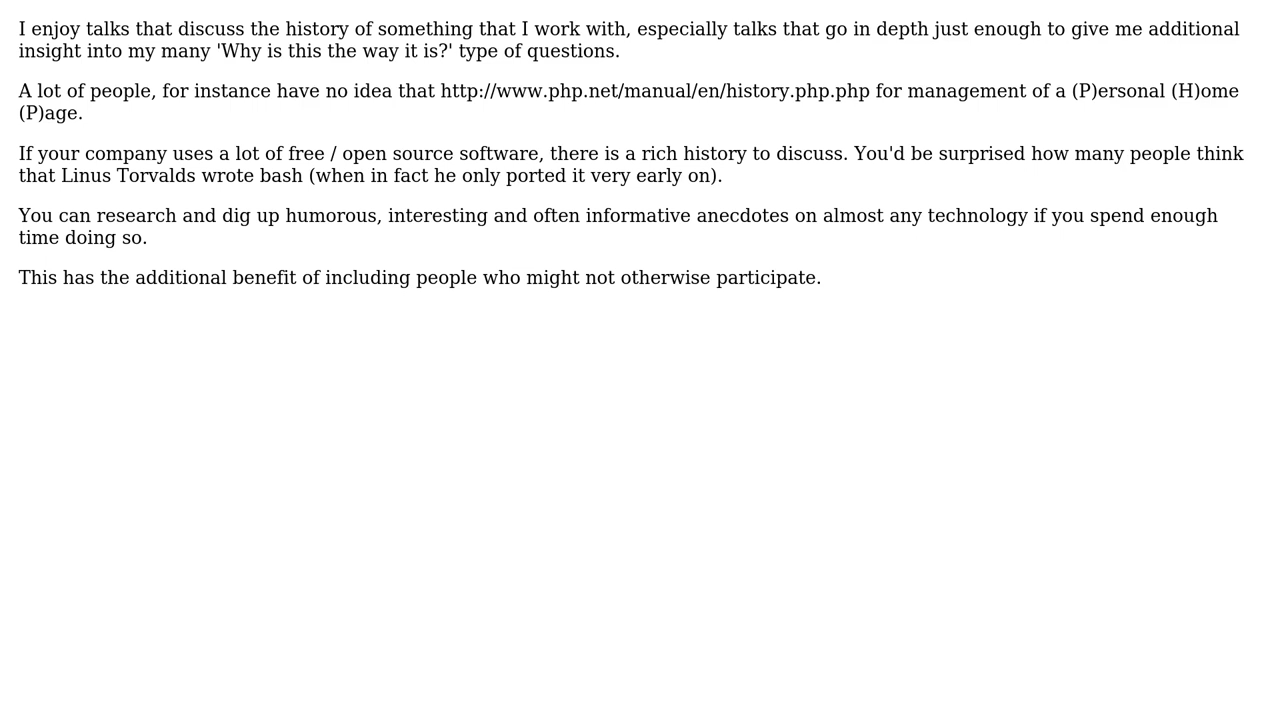 I enjoy talks that discuss the history of something that I work with, especially talks that go in depth just enough to give me additional
insight into my many 'Why is this the way it is?' type of questions.
A lot of people, for instance have no idea that http://www.php.net/manual/en/history.php.php for management of a (P)ersonal (H)ome
(P)age.
If your company uses a lot of free / open source software, there is a rich history to discuss. You'd be surprised how many people think
that Linus Torvalds wrote bash (when in fact he only ported it very early on).
You can research and dig up humorous, interesting and often informative anecdotes on almost any technology if you spend enough
time doing so.
This has the additional benefit of including people who might not otherwise participate.